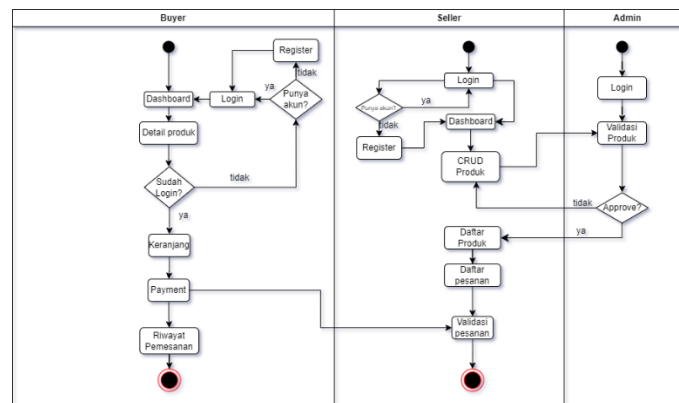 Buyer
Seller
Admin
Register
tidak
Dashboard
Login
ya
Punya
akun?
Detail produk
Sudah
Login?
tidak
ya
Keranjang
Payment
Riwayat
Pemesanan
Login
Punya akun?
ya
tidak
Register
Dashboard
CRUD
Produk
Daftar
Produk
Daftar
pesanan
Validasi
pesanan
Login
Validasi
Produk
Approve?
tidak
ya